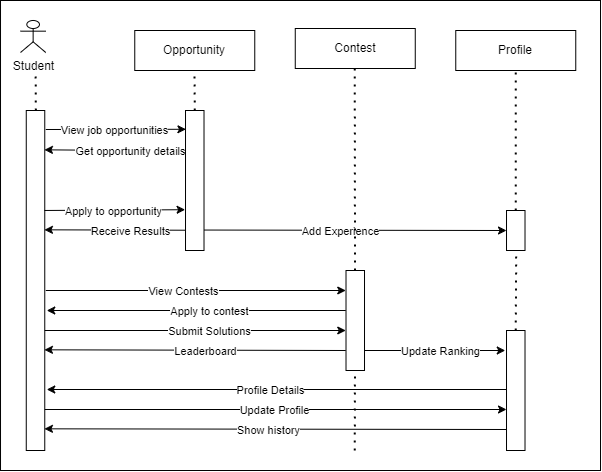 Student
Opportunity
Contest
Profile
View job opportunities
Get opportunity details
Apply to opportunity
Receive Results
Add Experience
View Contests
Apply to contest
Submit Solutions
Leaderboard
Update Ranking
Profile Details
Update Profile
Show history